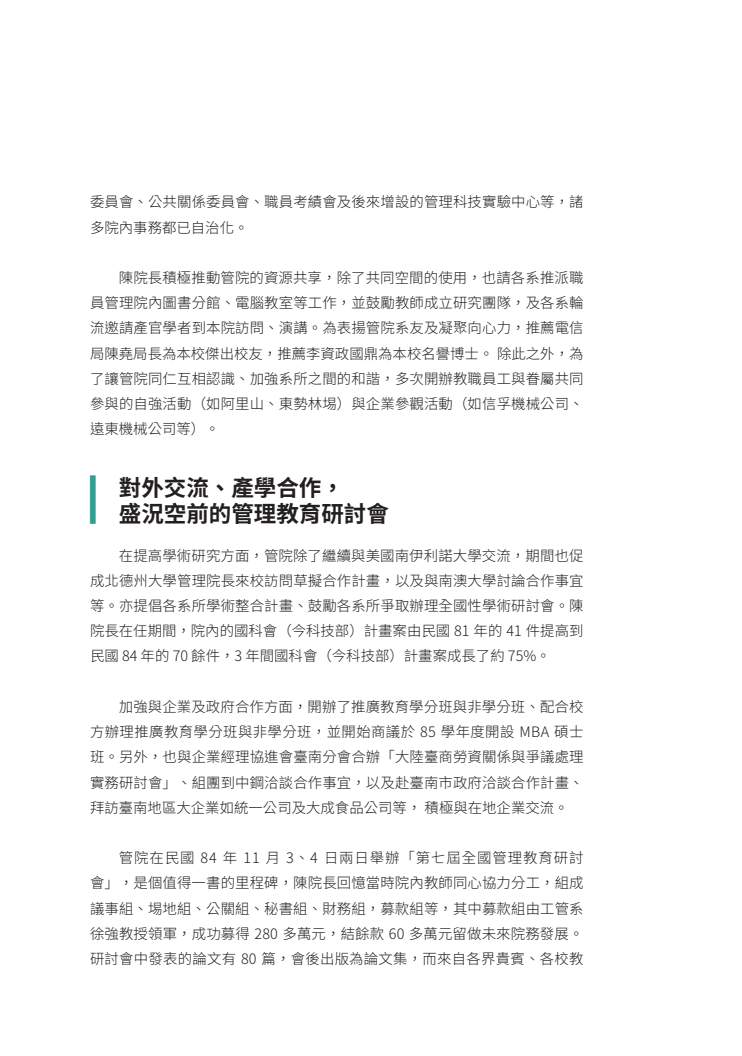 委員會、公共關係委員會、職員考績會及後來增設的管理科技實驗中心等，諸
多院內事務都已自治化。
陳院長積極推動管院的資源共享，除了共同空間的使用，也請各系推派職
員管理院內圖書分館、電腦教室等工作，並鼓勵教師成立研究團隊，及各系輪
流邀請產官學者到本院訪問、演講。為表揚管院系友及凝聚向心力，推薦電信
局陳堯局長為本校傑出校友，推薦李資政國鼎為本校名譽博士。 除此之外，為
了讓管院同仁互相認識、加強系所之間的和諧，多次開辦教職員工與眷屬共同
參與的自強活動（如阿里山、東勢林場）與企業參觀活動（如信孚機械公司、
遠東機械公司等）。
對外交流、產學合作，
盛況空前的管理教育研討會
在提高學術研究方面，管院除了繼續與美國南伊利諾大學交流，期間也促
成北德州大學管理院長來校訪問草擬合作計畫，以及與南澳大學討論合作事宜
等。亦提倡各系所學術整合計畫、鼓勵各系所爭取辦理全國性學術研討會。陳
院長在任期間，院內的國科會（今科技部）計畫案由民國 81 年的 41 件提高到
民國 84 年的 70 餘件，3 年間國科會（今科技部）計畫案成長了約 75%。
加強與企業及政府合作方面，開辦了推廣教育學分班與非學分班、配合校
方辦理推廣教育學分班與非學分班，並開始商議於 85 學年度開設 MBA 碩士
班。另外，也與企業經理協進會臺南分會合辦「大陸臺商勞資關係與爭議處理
實務研討會」、組團到中鋼洽談合作事宜，以及赴臺南市政府洽談合作計畫、
拜訪臺南地區大企業如統一公司及大成食品公司等， 積極與在地企業交流。
管院在民國 84 年 11 月 3、4 日兩日舉辦「第七屆全國管理教育研討
會」，是個值得一書的里程碑，陳院長回憶當時院內教師同心協力分工，組成
議事組、場地組、公關組、秘書組、財務組，募款組等，其中募款組由工管系
徐強教授領軍，成功募得 280 多萬元，結餘款 60 多萬元留做未來院務發展。
研討會中發表的論文有 80 篇，會後出版為論文集，而來自各界貴賓、各校教